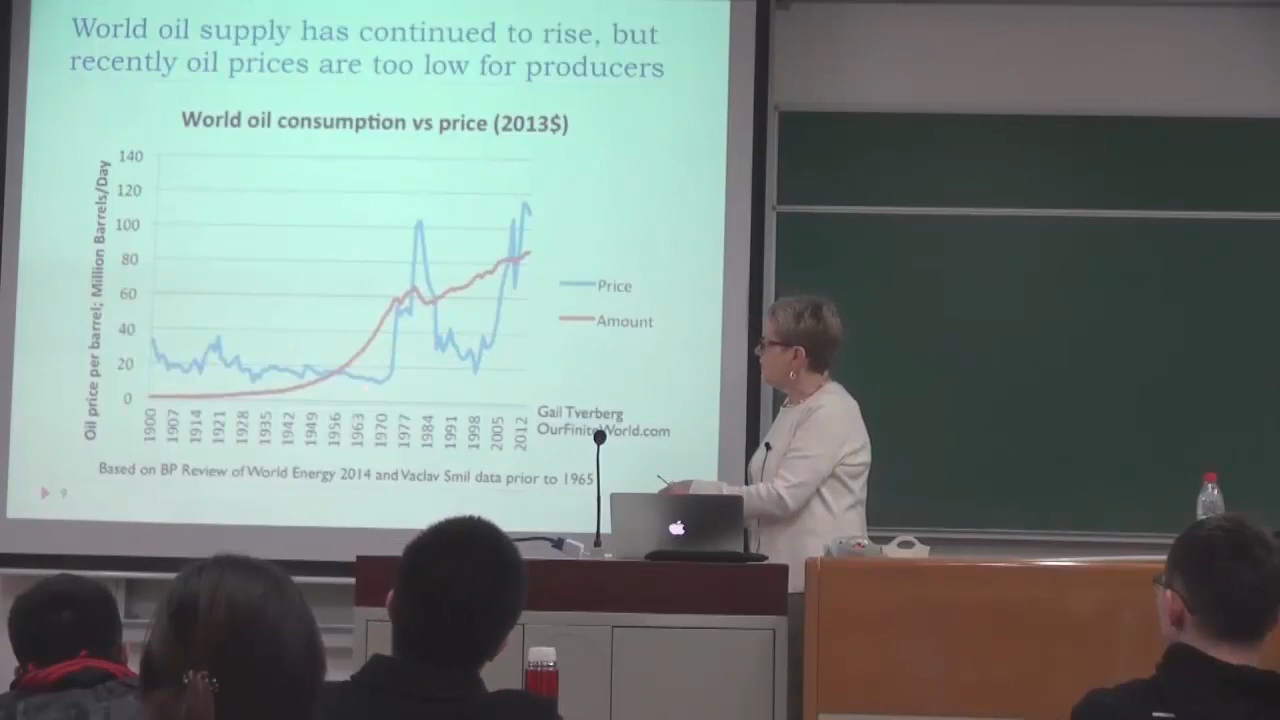 World oil supply has continued to rise, but
recently oil prices are too low for producers
World oil consumption vs price (2013$)
Oil price per barrel; Million Barrels/Day
140
120
100
80
60
40
20
0
Price
Amount
1900
1907
1914
1921
1928
1935
1942
1949
1956
1963
1970
1977
1984
1991
1998
2005
2012
Gail Tverberg
OurFiniteWorld.com
Based on BP Review of World Energy 2014 and Vaclav Smil data prior to 1965
9